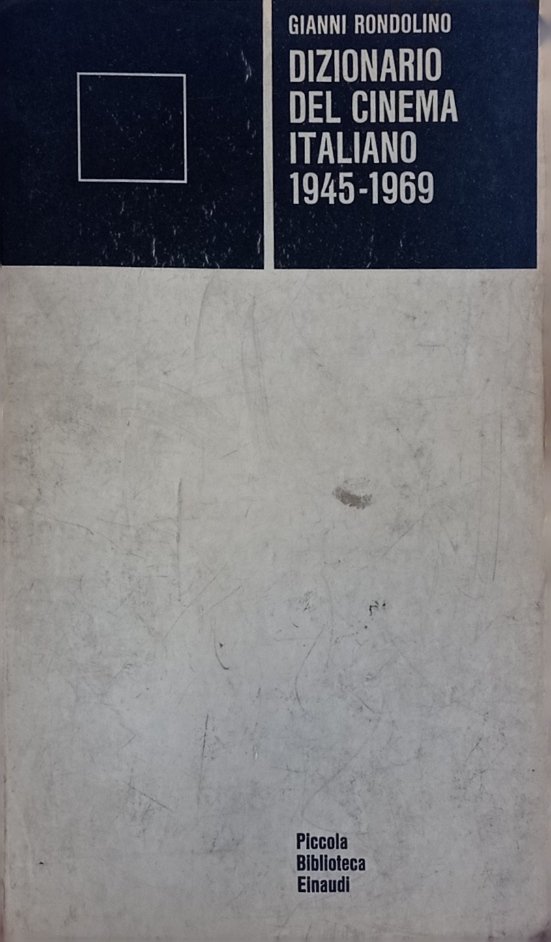 GIANNI RONDOLINO
DIZIONARIO
DEL CINEMA
ITALIANO
1945-1969
Piccola
Biblioteca
Einaudi